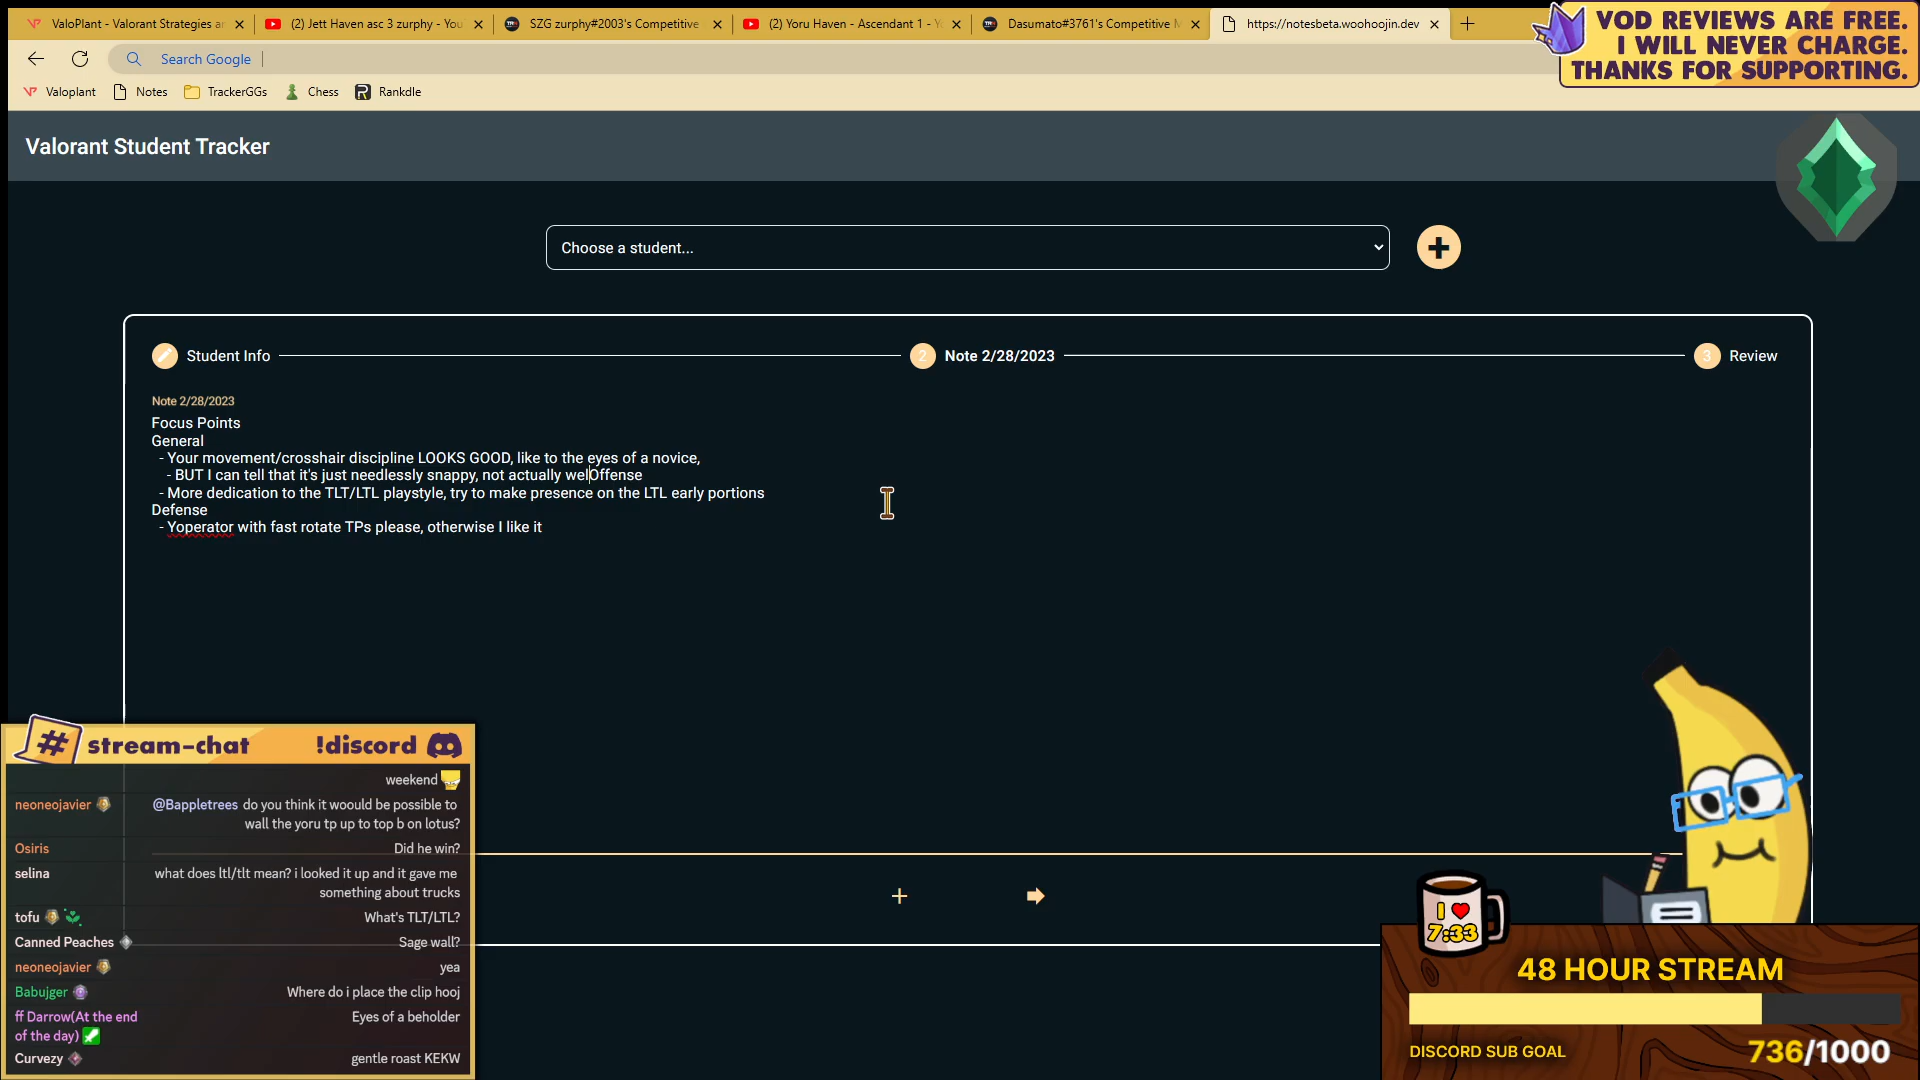 ValoPlant - Valorant Strategies a
(2) Jett Haven asc 3 zurphy - You
SZG zurphy#2003's Competitive
(2) Yoru Haven - Ascendant 1 - Y
Dasumato#3761's Competitive M
https://notesbeta.woohoojin.dev
VOD REVIEWS ARE FREE.
I WILL NEVER CHARGE.
THANKS FOR SUPPORTING.
Search Google
Valoplant
Notes
TrackerGGs
Chess
Rankdle
Valorant Student Tracker
Choose a student...
Student Info
2
Note 2/28/2023
3
Review
Note 2/28/2023
Focus Points
General
- Your movement/crosshair discipline LOOKS GOOD, like to the eyes of a novice,
- BUT I can tell that it's just needlessly snappy, not actually welOffense
- More dedication to the TLT/LTL playstyle, try to make presence on the LTL early portions
Defense
- Yoperator with fast rotate TPs please, otherwise I like it
# stream-chat
!discord
weekend
neoneojavier
@Bappletrees do you think it woould be possible to
wall the yoru tp up to top b on lotus?
Osiris
Did he win?
selina
what does ltl/tlt mean? i looked it up and it gave me
something about trucks
tofu
What's TLT/LTL?
Canned Peaches
Sage wall?
neoneojavier
yea
Babujger
Where do i place the clip hooj
ff Darrow(At the end
of the day)
Eyes of a beholder
Curvezy
gentle roast KEKW
I
7:33
48 HOUR STREAM
DISCORD SUB GOAL
736/1000